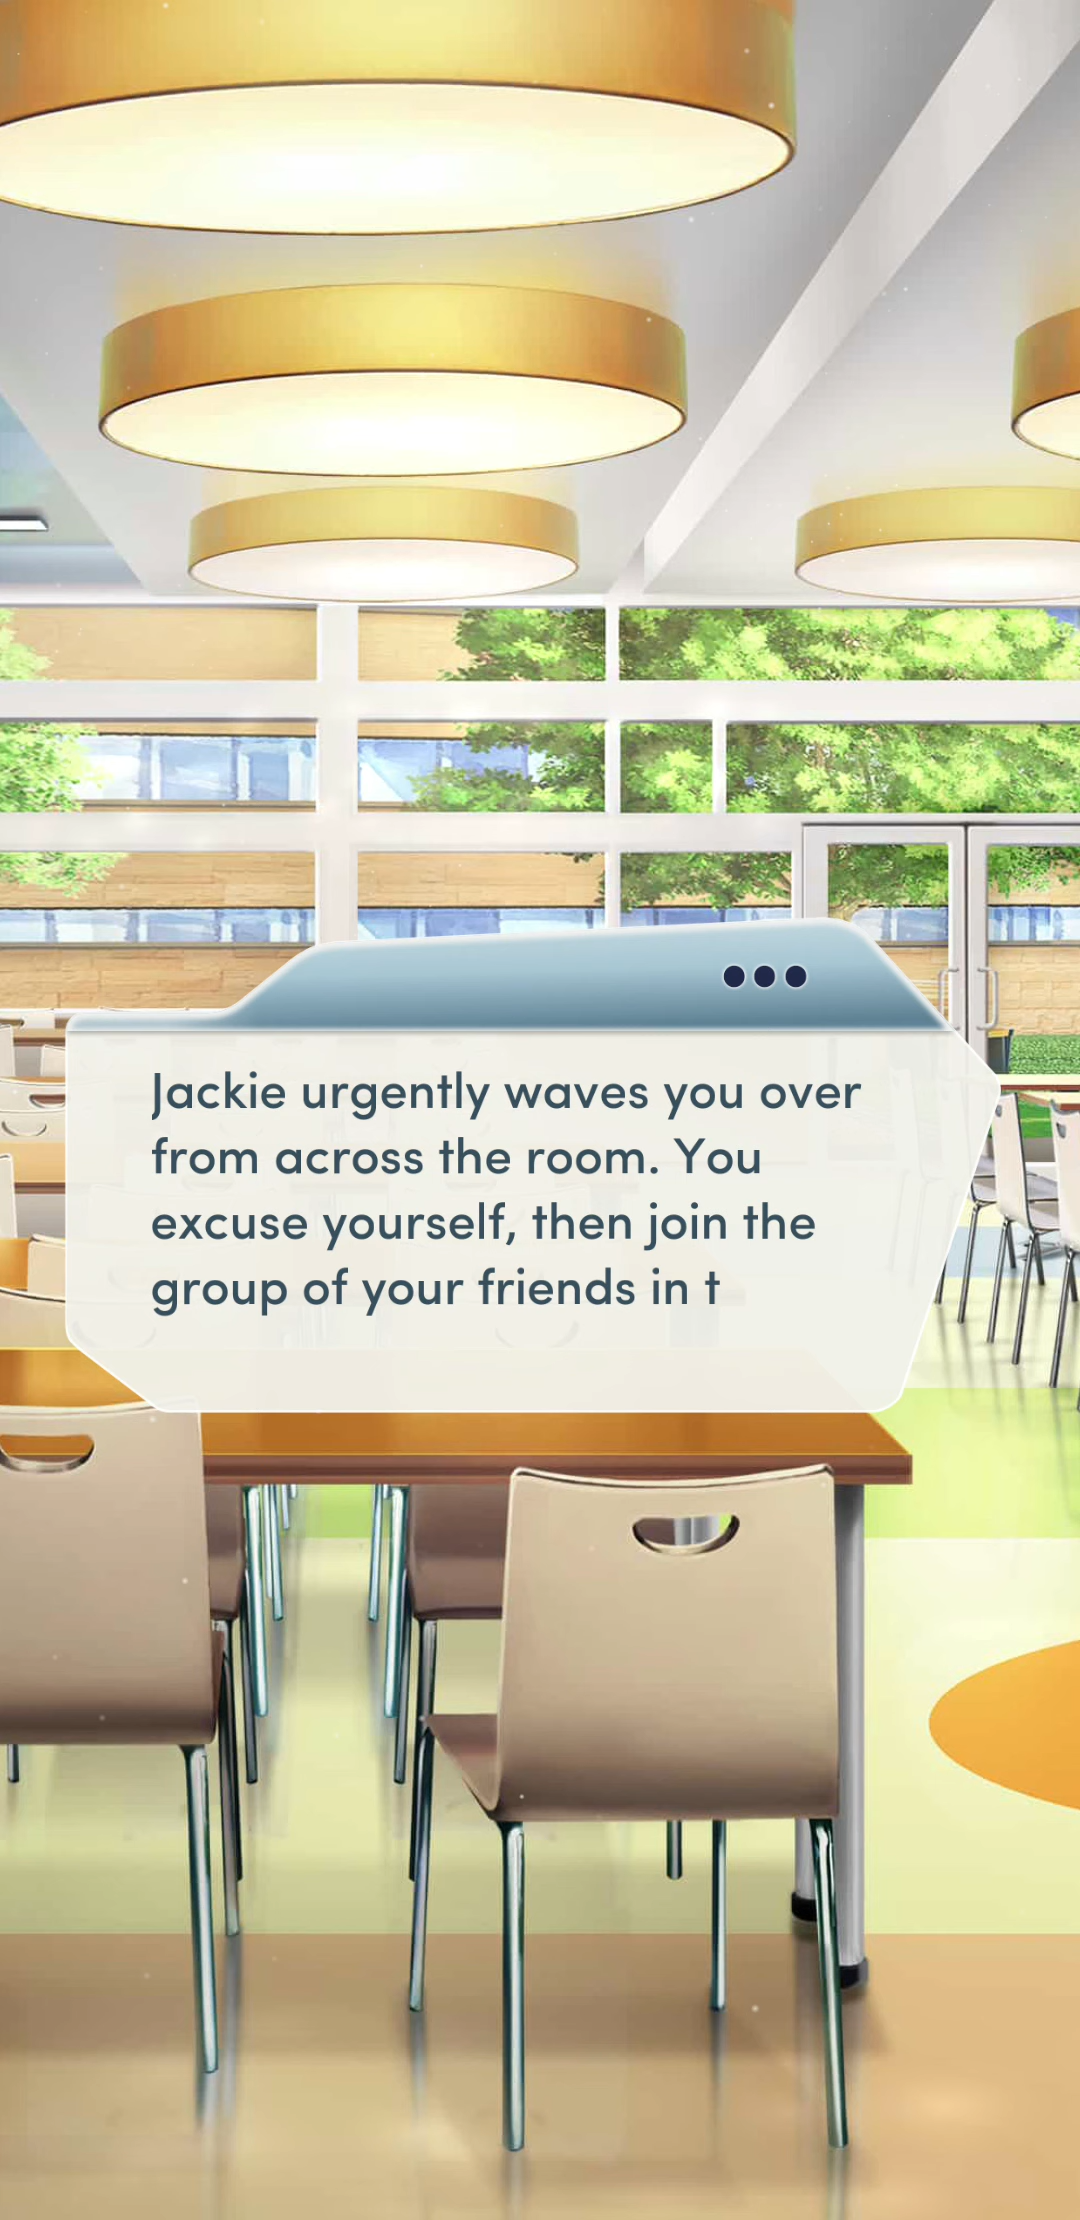 Jackie urgently waves you over
from across the room. You
excuse yourself, then join the
group of your friends in t